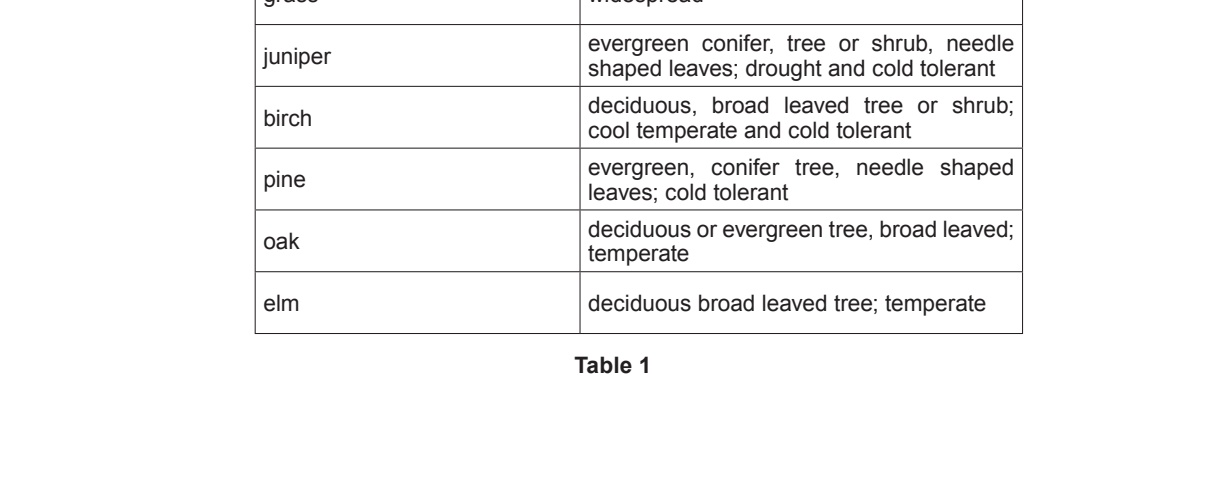 grass
widespread
juniper
evergreen conifer, tree or shrub, needle
shaped leaves; drought and cold tolerant
birch
deciduous, broad leaved tree or shrub;
cool temperate and cold tolerant
pine
evergreen, conifer tree, needle shaped
leaves; cold tolerant
oak
deciduous or evergreen tree, broad leaved;
temperate
elm
deciduous broad leaved tree; temperate
Table 1